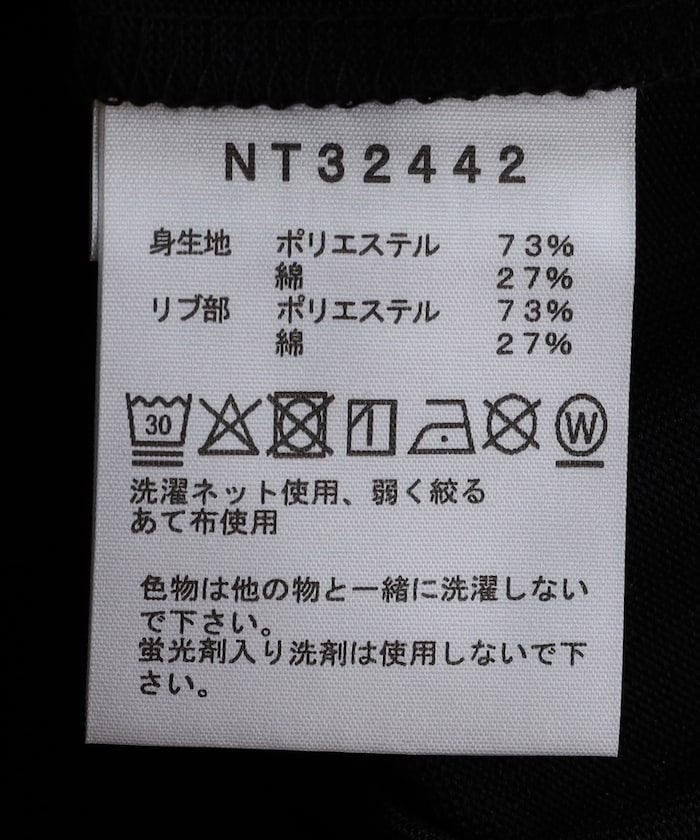 NT32442
身生地 ポリエステル 73%
綿 27%
リブ部 ポリエステル 73%
綿 27%
30 W
洗濯ネット使用、弱く絞る
あて布使用
色物は他の物と一緒に洗濯しない
で下さい。
蛍光剤入り洗剤は使用しないで下
さい。